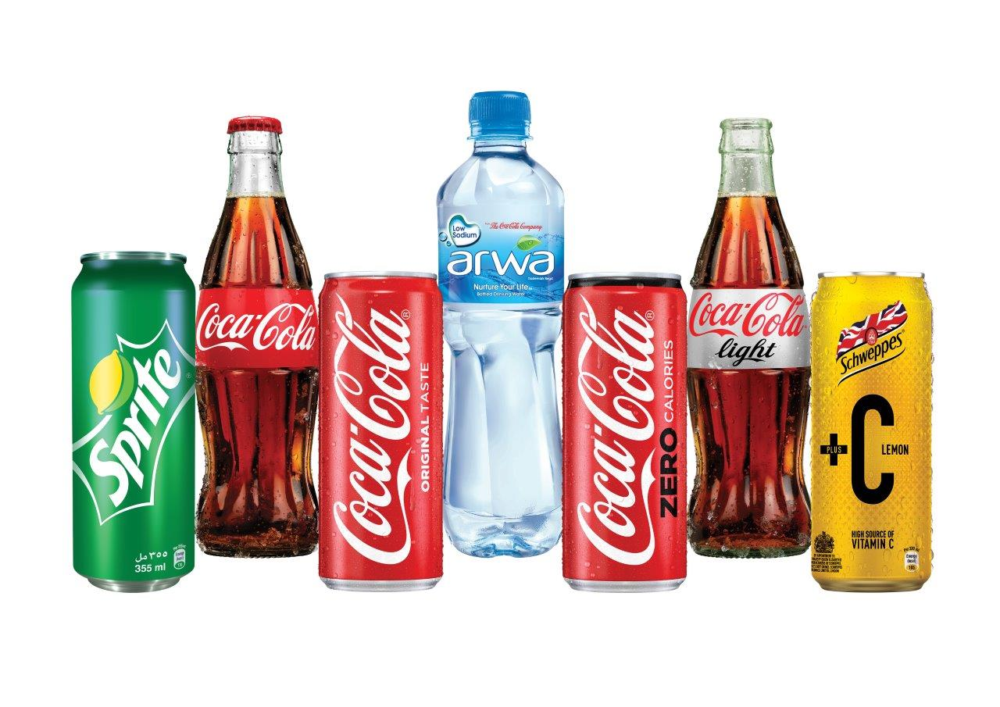 Sprite
٣٥٥ مل
355 ml
Coca-Cola
Coca-Cola®
ORIGINAL TASTE
Low
Sodium
The Coca-Cola Company
arwa
Nurture Your Life
Bottled Drinking Water
Coca-Cola®
ZERO CALORIES
Coca-Cola
light
Schweppes
PLUS
C
LEMON
HIGH SOURCE OF
VITAMIN C
Energy
(kcal)